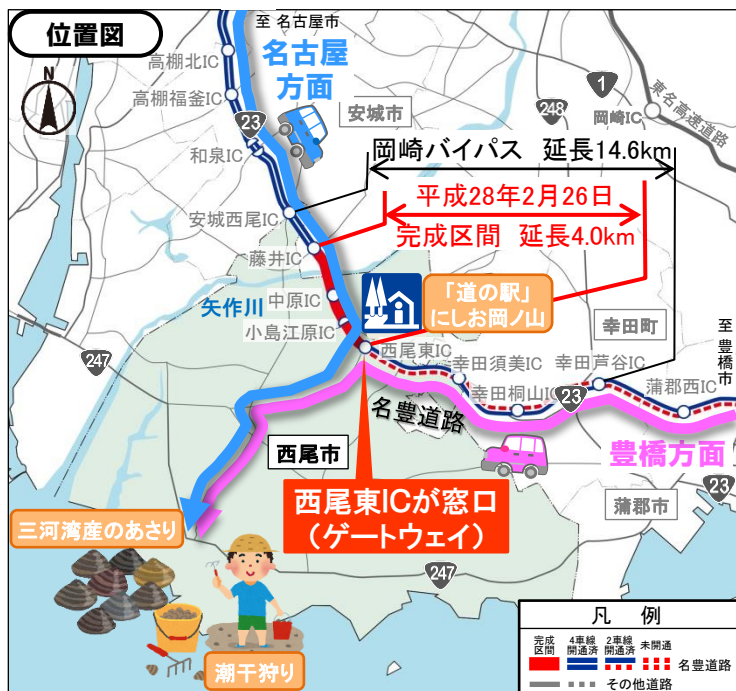 位置図
至 名古屋市
名古屋
方面
高棚北IC
高棚福釜IC
N
23
安城市
1
248
岡崎IC
東名高速道路
和泉IC
岡崎バイパス 延長14.6km
平成28年2月26日
完成区間 延長4.0km
安城西尾IC
藤井IC
矢作川
中原IC
小島江原IC
「道の駅」
にしお岡ノ山
幸田町
至 豊橋市
247
西尾東IC
幸田須美IC
幸田芦谷IC
幸田桐山IC
23
蒲郡西IC
名豊道路
西尾市
豊橋方面
23
西尾東ICが窓口
(ゲートウェイ)
蒲郡市
三河湾産のあさり
247
潮干狩り
凡 例
完成
区間
4車線
開通済
2車線
開通済
未開通
名豊道路
その他道路